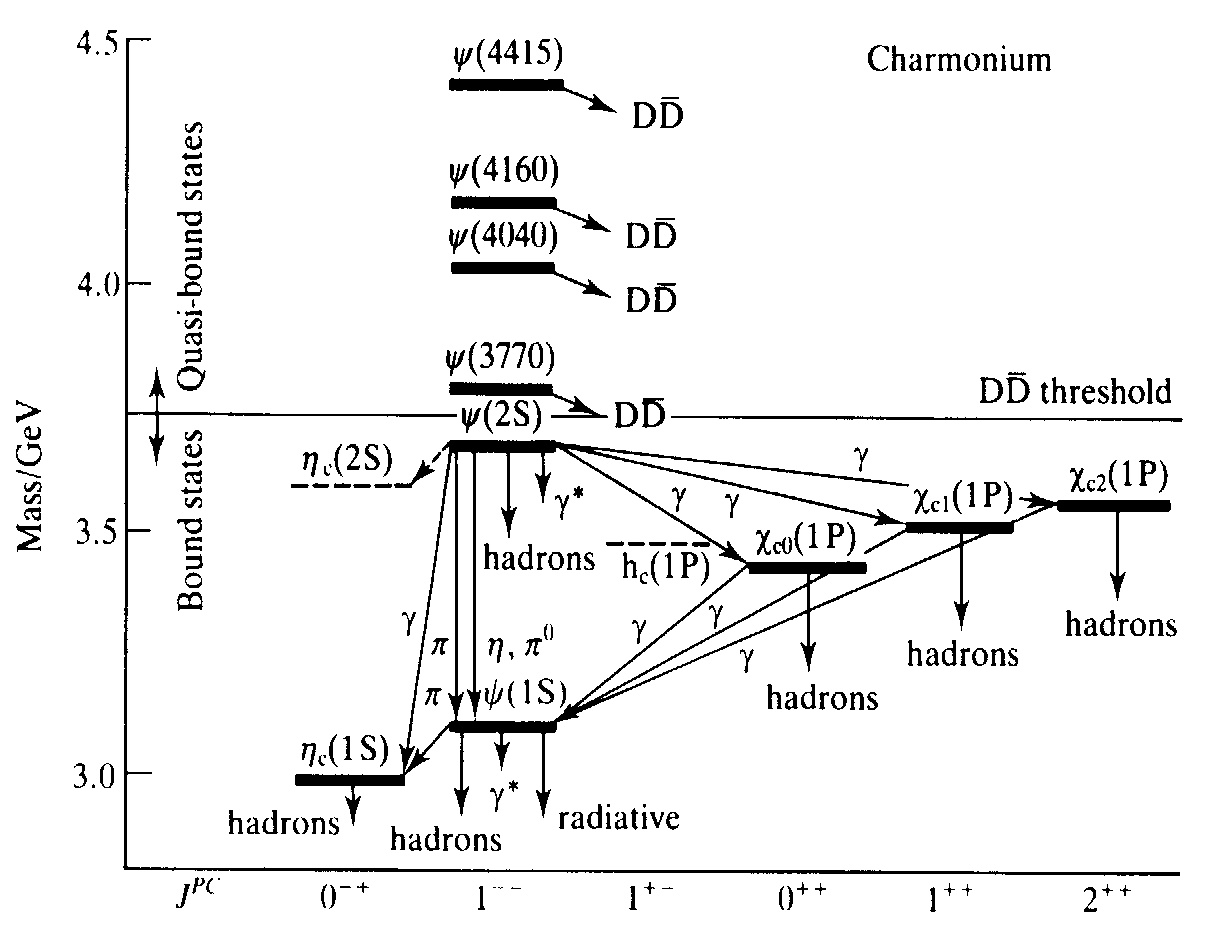 4.5
ψ(4415)
Charmonium
DD̄
ψ(4160)
DD̄
ψ(4040)
4.0
DD̄
Quasi-bound states
ψ(3770)
DD̄ threshold
ψ(2S)
DD̄
Mass/GeV
Bound states
η_c(2S)
γ
χ_c2(1P)
γ
γ
χ_c1(1P)
γ*
3.5
hadrons
h_c(1P)
χ_c0(1P)
γ
γ
γ
hadrons
π
η, π⁰
γ
hadrons
π
ψ(1S)
hadrons
η_c(1S)
3.0
γ*
hadrons
hadrons
radiative
J^PC
0⁻⁺
1⁻⁻
1⁺⁻
0⁺⁺
1⁺⁺
2⁺⁺